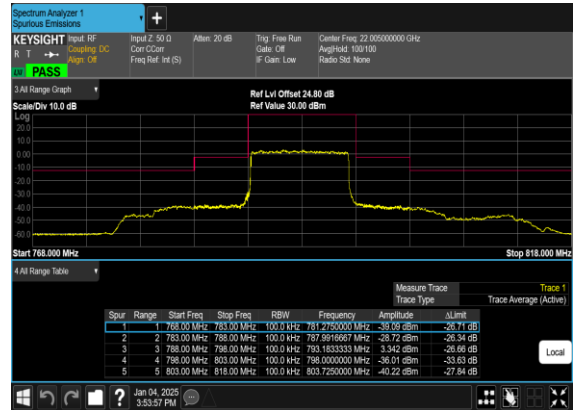 Spectrum Analyzer 1
Spurious Emissions
+
KEYSIGHT Input: RF Input Z: 50 Ω Atten: 20 dB Trig: Free Run Center Freq: 22.005000000 GHz
R T Coupling: DC Corr CCorr Gate: Off Avg|Hold: 100/100
Align: Off Freq Ref: Int (S) IF Gain: Low Radio Std: None
LW PASS
3 All Range Graph
Ref Lvl Offset 24.80 dB
Scale/Div 10.0 dB Ref Value 30.00 dBm
Log
20.0
10.0
0.00
-10.0
-20.0
-30.0
-40.0
-50.0
-60.0
Start 768.000 MHz Stop 818.000 MHz
4 All Range Table
Measure Trace Trace 1
Trace Type Trace Average (Active)
Spur Range Start Freq Stop Freq RBW Frequency Amplitude ΔLimit
1 1 768.00 MHz 783.00 MHz 100.0 kHz 781.2750000 MHz -39.09 dBm -26.71 dB
2 2 783.00 MHz 788.00 MHz 100.0 kHz 787.9916667 MHz -28.72 dBm -26.34 dB
3 3 788.00 MHz 798.00 MHz 100.0 kHz 793.1833333 MHz 3.342 dBm -26.66 dB
4 4 798.00 MHz 803.00 MHz 100.0 kHz 798.0000000 MHz -36.01 dBm -33.63 dB
5 5 803.00 MHz 818.00 MHz 100.0 kHz 803.7250000 MHz -40.22 dBm -27.84 dB
Local
? Jan 04, 2025
3:53:57 PM